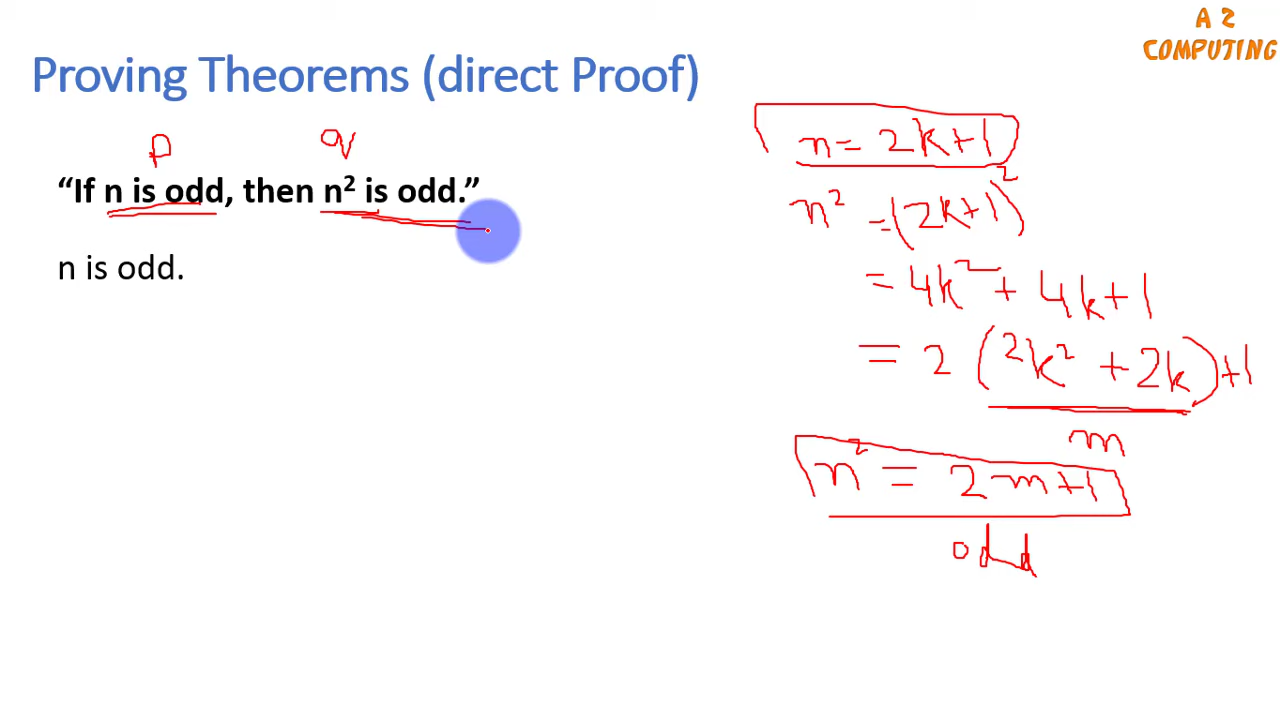 A Z
COMPUTING
Proving Theorems (direct Proof)
p q
“If n is odd, then n² is odd.”
n is odd.
n = 2k+1
n² = (2k+1)²
= 4k² + 4k+1
= 2 (2k² + 2k)+1
m
n² = 2m+1
odd